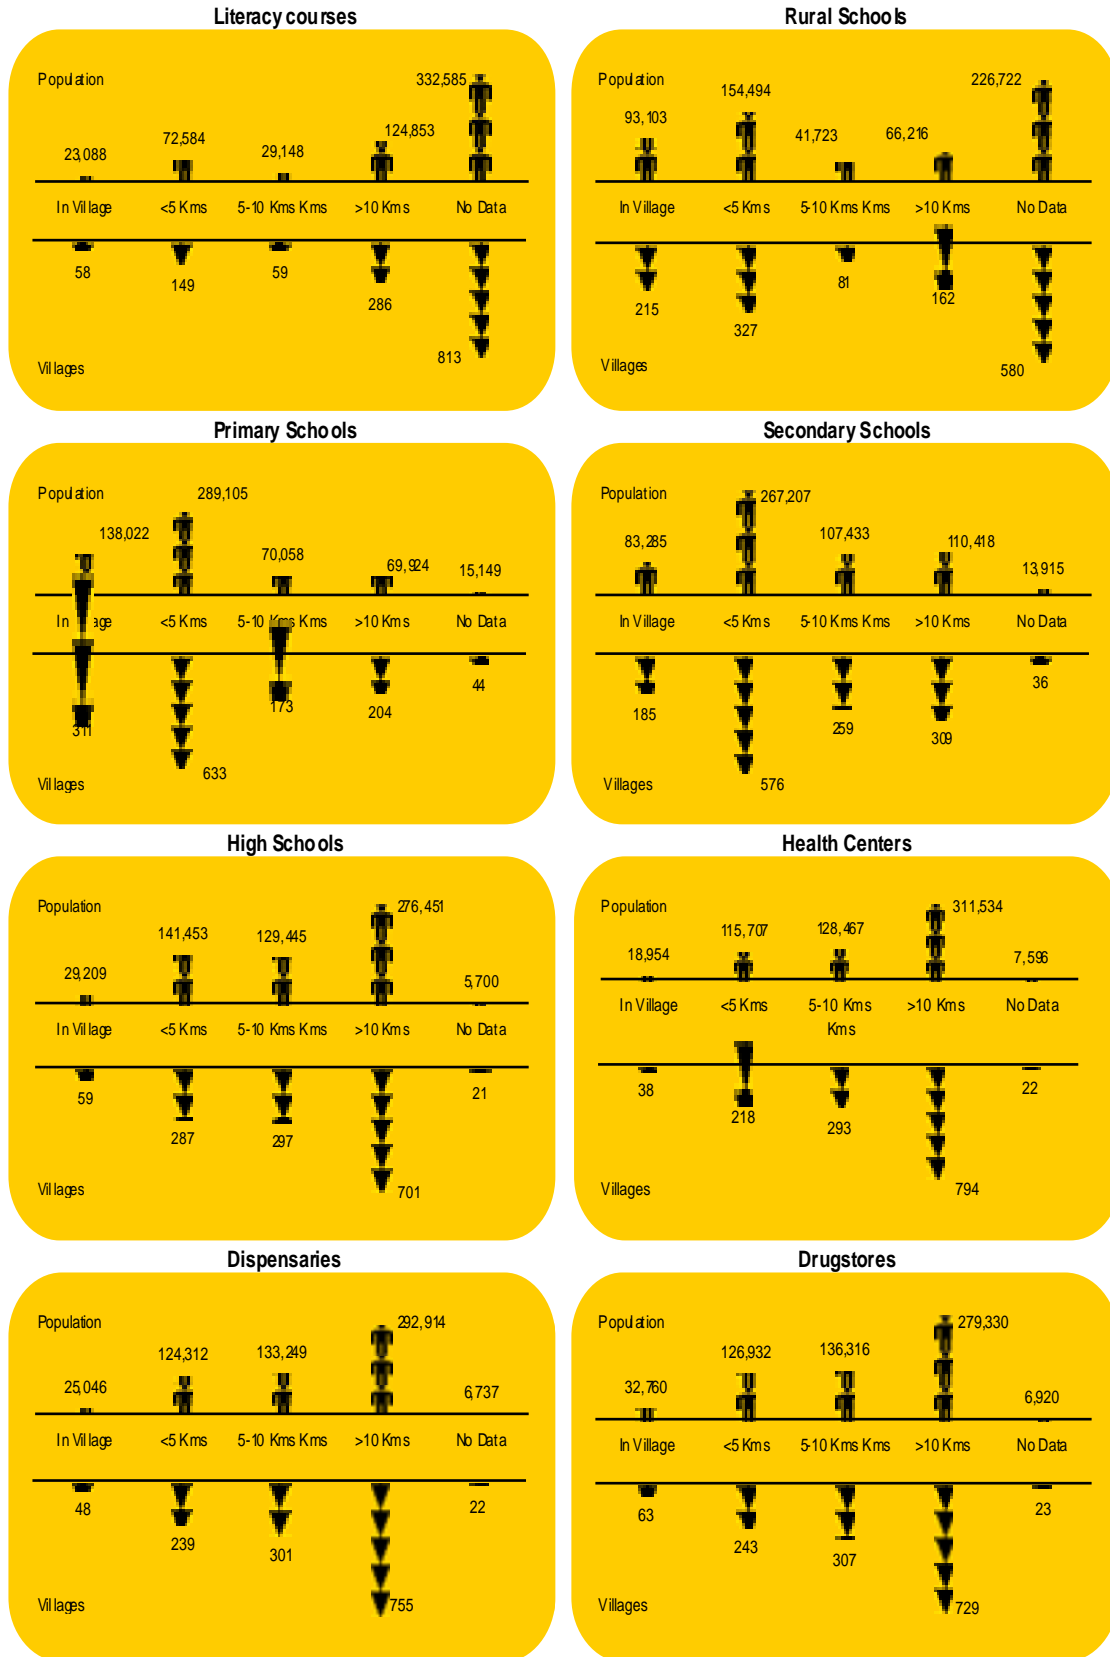 Literacy courses
Population
23,088
72,584
29,148
124,853
332,585
In Village <5 Kms 5-10 Kms Kms >10 Kms No Data
58
149
59
286
813
Villages
Rural Schools
Population
93,103
154,494
41,723
66,216
226,722
In Village <5 Kms 5-10 Kms Kms >10 Kms No Data
215
327
81
162
580
Villages
Primary Schools
Population
138,022
289,105
70,058
69,924
15,149
In <5 Kms 5-10 Kms Kms >10 Kms No Data
311
633
173
204
44
Villages
Secondary Schools
Population
83,285
267,207
107,433
110,418
13,915
In Village <5 Kms 5-10 Kms Kms >10 Kms No Data
185
576
259
309
36
Villages
High Schools
Population
29,209
141,453
129,445
276,451
5,700
In Village <5 Kms 5-10 Kms Kms >10 Kms No Data
59
287
297
701
21
Villages
Health Centers
Population
18,954
115,707
128,467
311,534
7,596
In Village <5 Kms 5-10 Kms >10 Kms No Data
Kms
38
218
293
794
22
Villages
Dispensaries
Population
25,046
124,312
133,249
292,914
6,737
In Village <5 Kms 5-10 Kms Kms >10 Kms No Data
48
239
301
755
22
Villages
Drugstores
Population
32,760
126,932
136,316
279,330
6,920
In Village <5 Kms 5-10 Kms Kms >10 Kms No Data
63
243
307
729
23
Villages